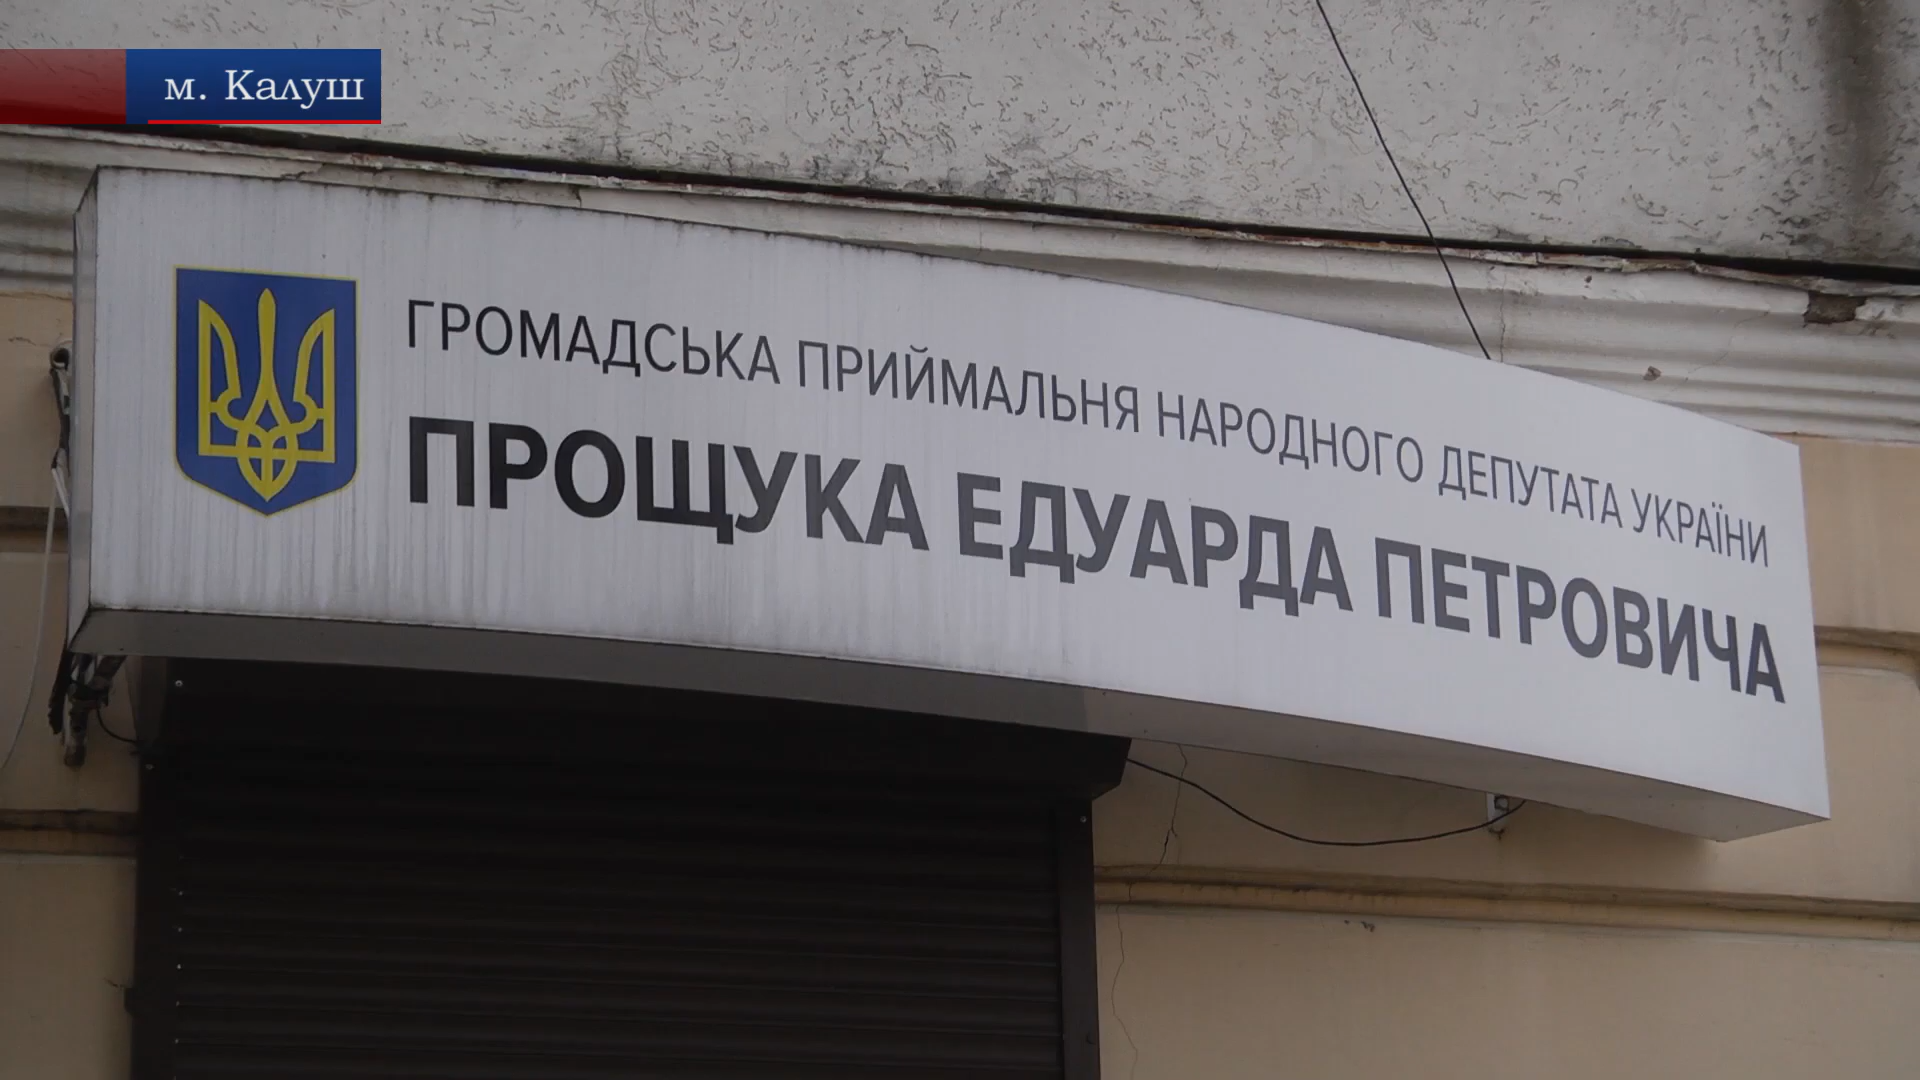 м. Калуш
ГРОМАДСЬКА ПРИЙМАЛЬНЯ НАРОДНОГО ДЕПУТАТА УКРАЇНИ
ПРОЩУКА ЕДУАРДА ПЕТРОВИЧА